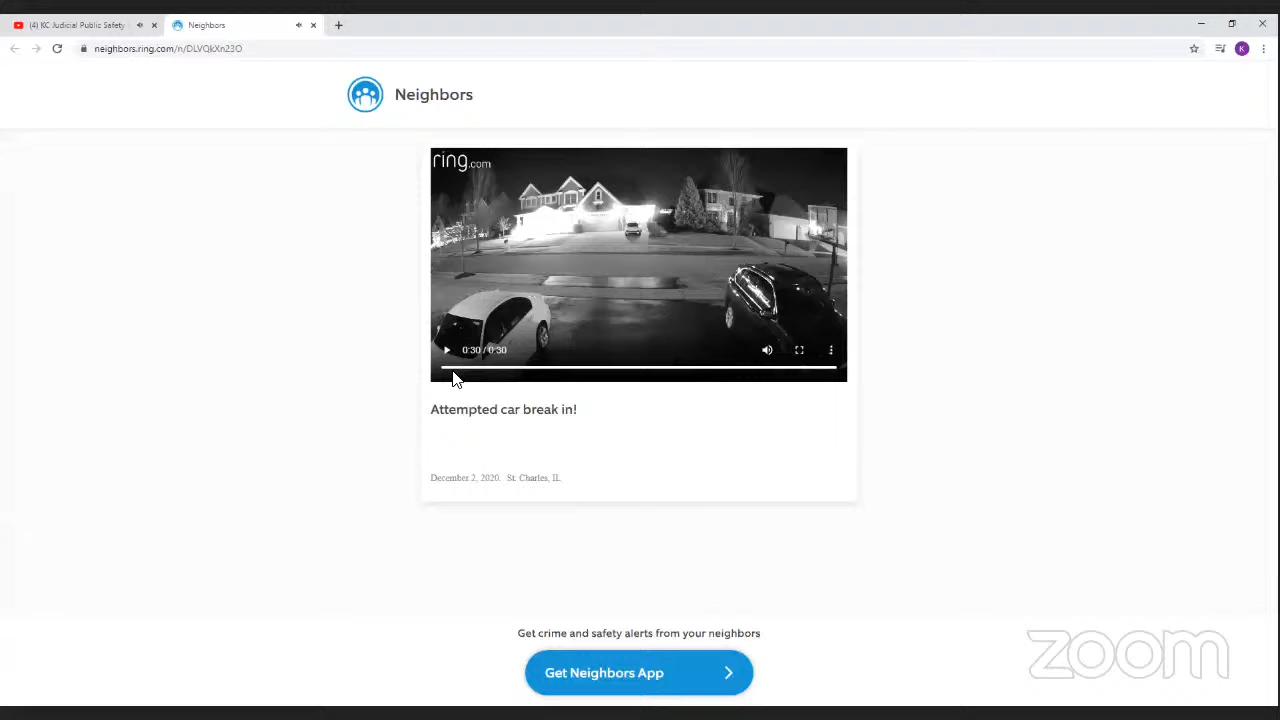 (4) KC Judicial Public Safety
Neighbors
neighbors.ring.com/n/DLVQkXn23O
K
Neighbors
ring.com
0:30 / 0:30
Attempted car break in!
December 2, 2020. St. Charles, IL
Get crime and safety alerts from your neighbors
Get Neighbors App
zoom